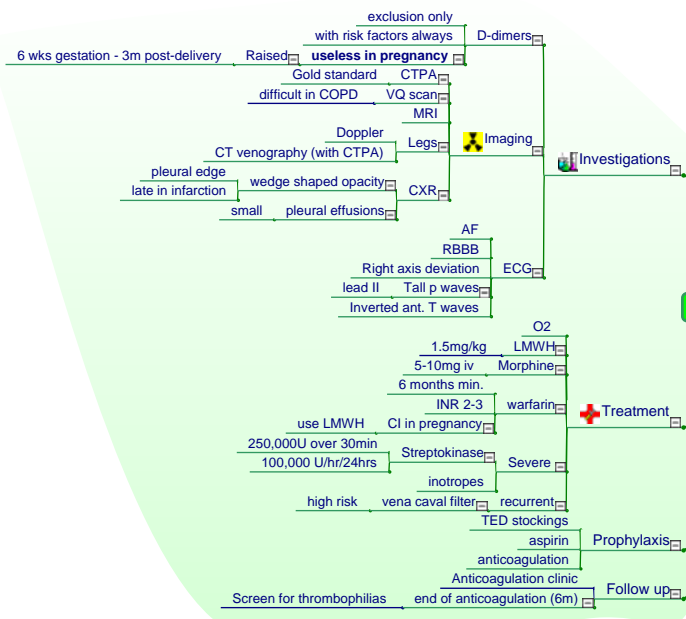 exclusion only
with risk factors always
D-dimers
6 wks gestation - 3m post-delivery
Raised
useless in pregnancy
Gold standard
CTPA
difficult in COPD
VQ scan
MRI
Imaging
Doppler
Legs
CT venography (with CTPA)
Investigations
pleural edge
wedge shaped opacity
late in infarction
CXR
small
pleural effusions
AF
RBBB
Right axis deviation
ECG
lead II
Tall p waves
Inverted ant. T waves
O2
1.5mg/kg
LMWH
5-10mg iv
Morphine
6 months min.
INR 2-3
warfarin
Treatment
use LMWH
CI in pregnancy
250,000U over 30min
Streptokinase
100,000 U/hr/24hrs
Severe
inotropes
high risk
vena caval filter
recurrent
TED stockings
aspirin
Prophylaxis
anticoagulation
Anticoagulation clinic
Follow up
Screen for thrombophilias
end of anticoagulation (6m)